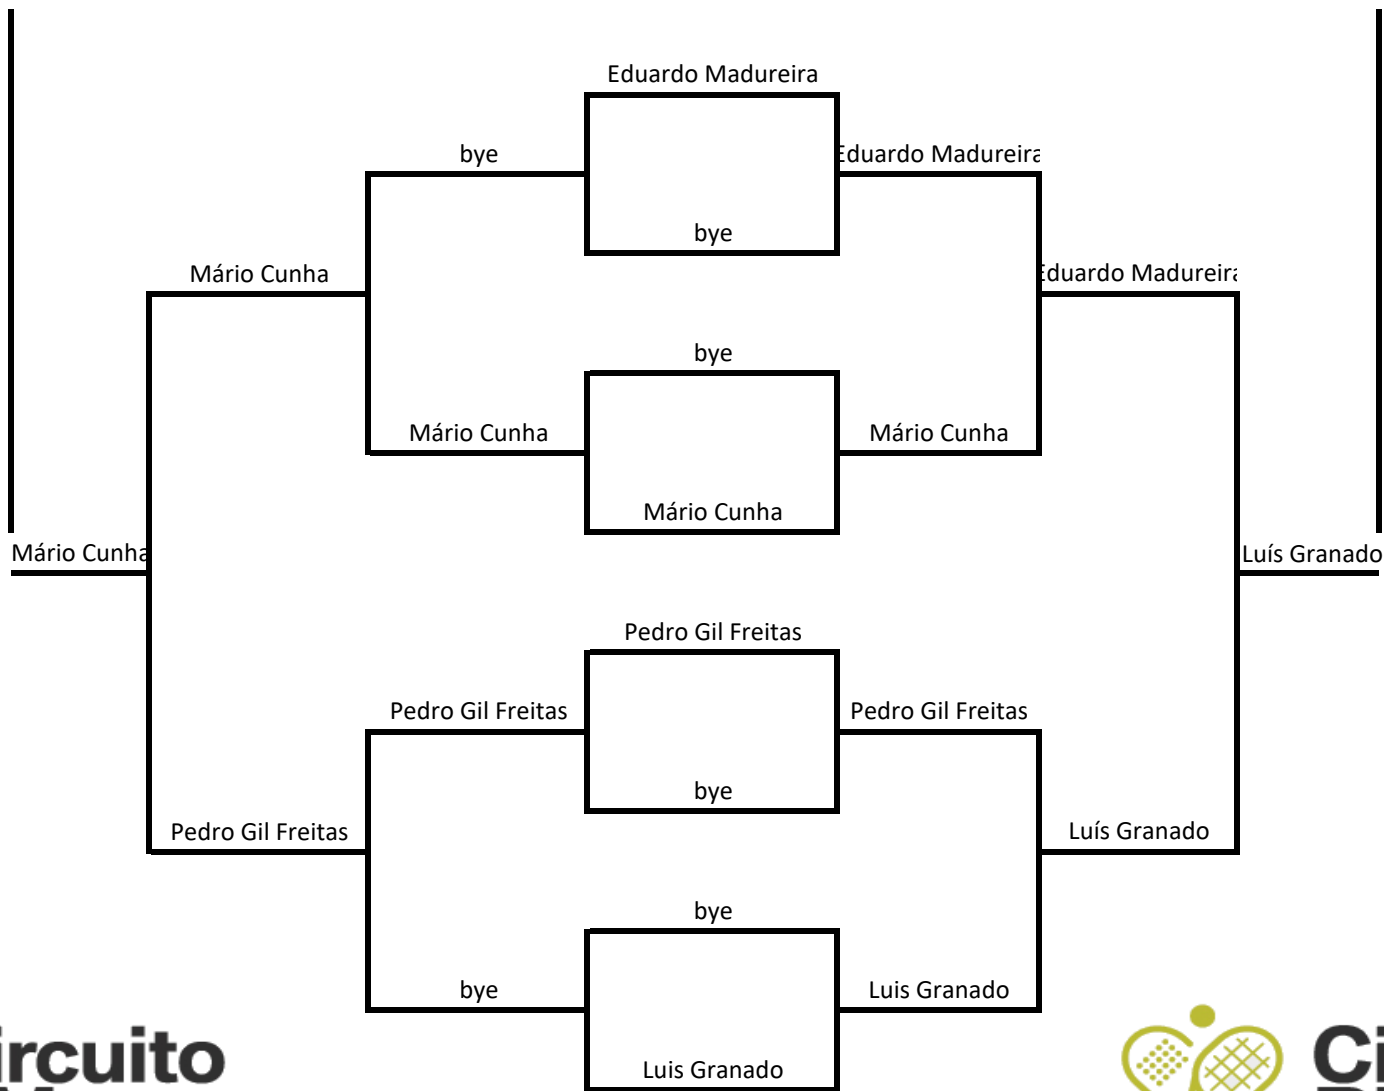 Eduardo Madureira
bye
Eduardo Madureira
bye
Mário Cunha
Eduardo Madureira
bye
Mário Cunha
Mário Cunha
Mário Cunha
Mário Cunha
Luís Granado
Pedro Gil Freitas
Pedro Gil Freitas
Pedro Gil Freitas
bye
Pedro Gil Freitas
Luís Granado
bye
bye
Luis Granado
ircuito
Ci
Luis Granado